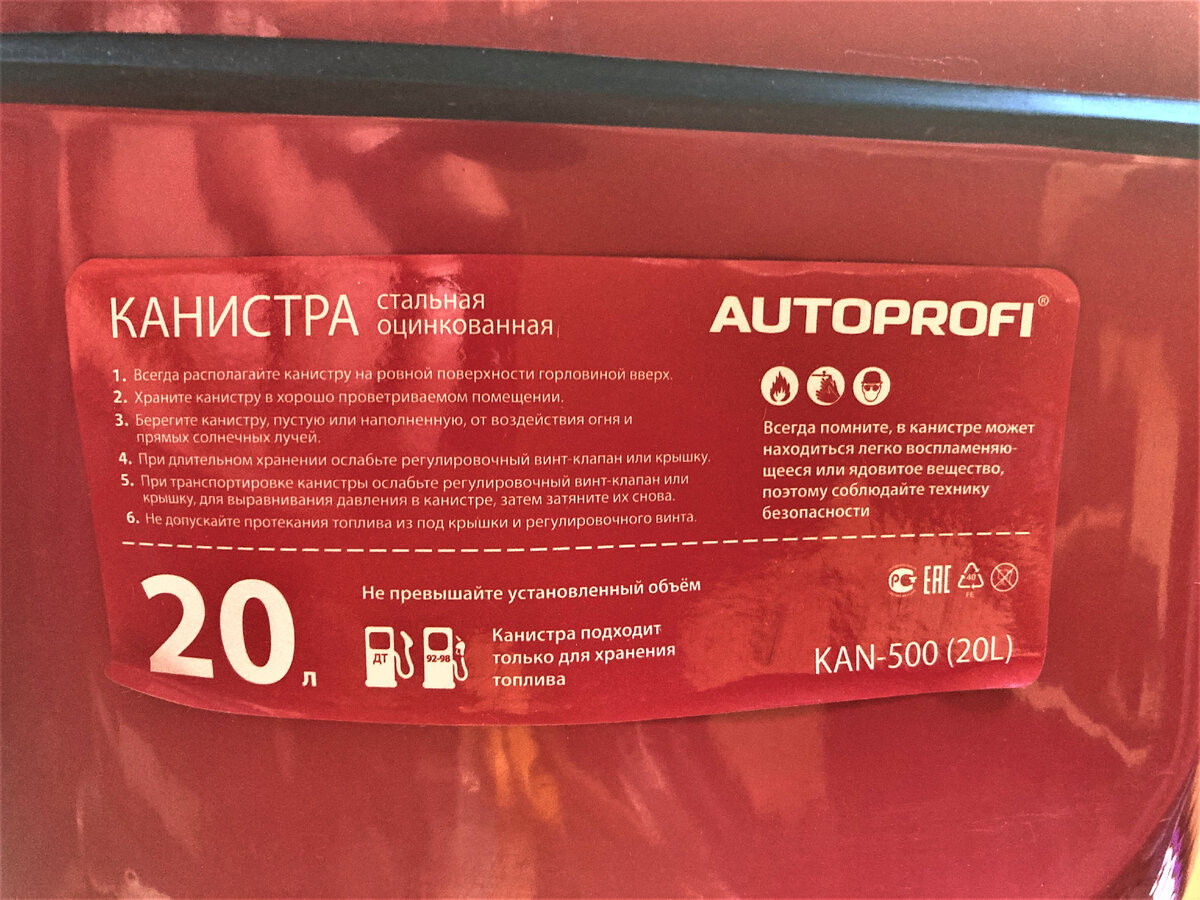 КАНИСТРА стальная
оцинкованная
AUTOPROFI®
1. Всегда располагайте канистру на ровной поверхности горловиной вверх.
2. Храните канистру в хорошо проветриваемом помещении.
3. Берегите канистру, пустую или наполненную, от воздействия огня и
прямых солнечных лучей.
4. При длительном хранении ослабьте регулировочный винт-клапан или крышку.
5. При транспортировке канистры ослабьте регулировочный винт-клапан или
крышку, для выравнивания давления в канистре, затем затяните их снова.
6. Не допускайте протекания топлива из под крышки и регулировочного винта.
Всегда помните, в канистре может
находиться легко воспламеняю-
щееся или ядовитое вещество,
поэтому соблюдайте технику
безопасности
20 л
Не превышайте установленный объём
ДТ
92-98
Канистра подходит
только для хранения
топлива
РСТ EAC 40
FE
KAN-500 (20L)